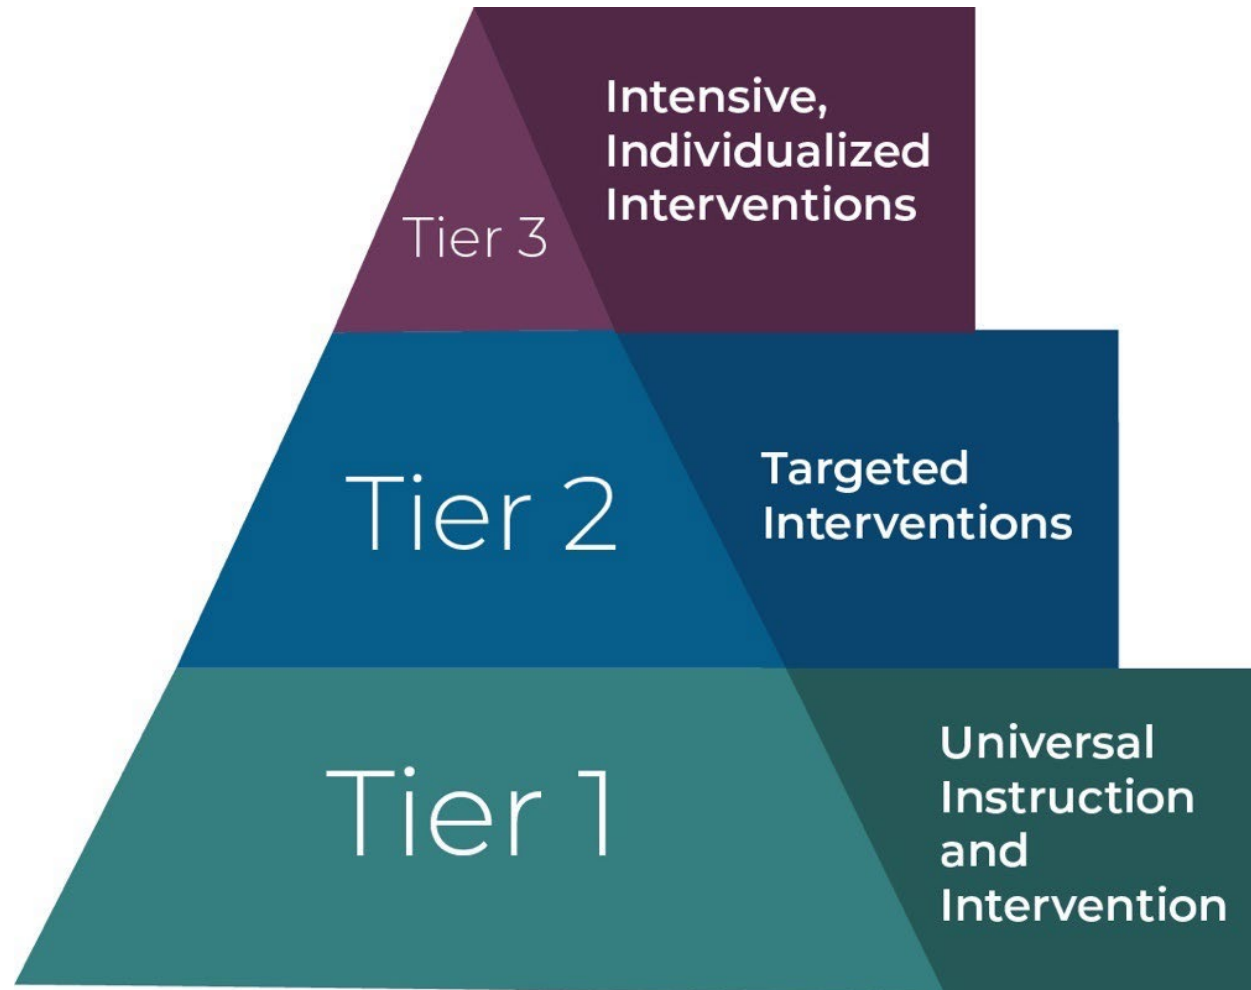 Intensive,
Individualized
Interventions
Tier 3
Targeted
Interventions
Tier 2
Universal
Instruction
and
Intervention
Tier 1